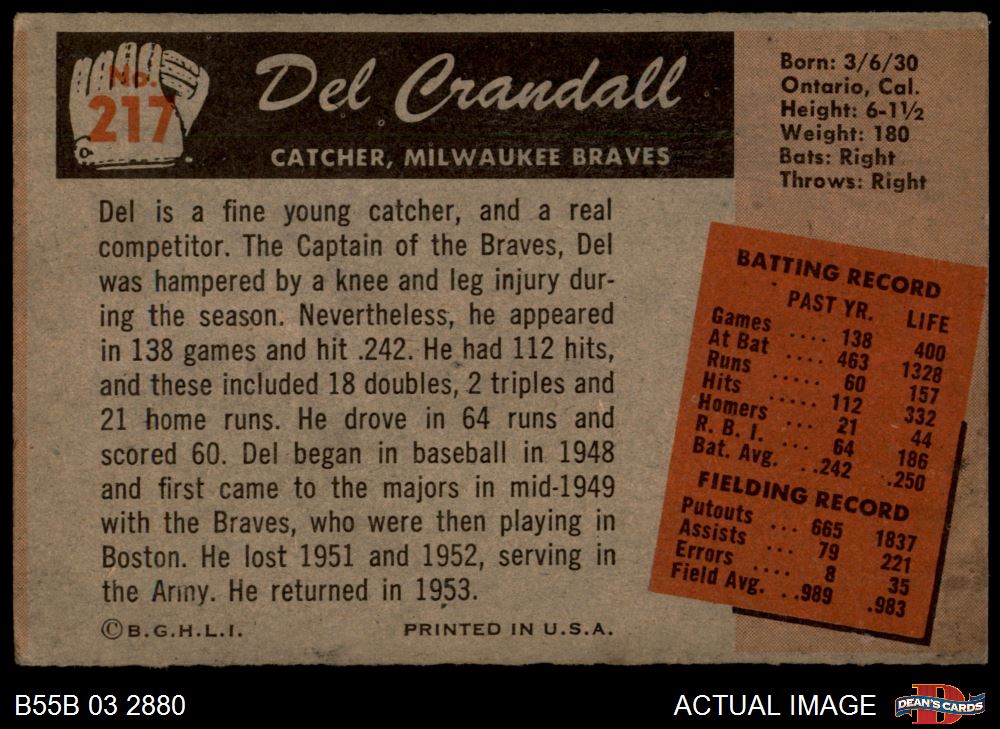 No.
217
Del Crandall
CATCHER, MILWAUKEE BRAVES
Born: 3/6/30
Ontario, Cal.
Height: 6-1½
Weight: 180
Bats: Right
Throws: Right
Del is a fine young catcher, and a real
competitor. The Captain of the Braves, Del
was hampered by a knee and leg injury dur-
ing the season. Nevertheless, he appeared
in 138 games and hit .242. He had 112 hits,
and these included 18 doubles, 2 triples and
21 home runs. He drove in 64 runs and
scored 60. Del began in baseball in 1948
and first came to the majors in mid-1949
with the Braves, who were then playing in
Boston. He lost 1951 and 1952, serving in
the Army. He returned in 1953.
©B.G.H.L.I. PRINTED IN U.S.A.
BATTING RECORD
PAST YR. LIFE
Games .... 138 400
At Bat .... 463 1328
Runs ..... 60 157
Hits ..... 112 332
Homers ... 21 44
R. B. I. ... 64 186
Bat. Avg. ..242 .250
FIELDING RECORD
Putouts ... 665 1837
Assists ... 79 221
Errors .... 8 35
Field Avg. ..989 .983
B55B 03 2880
ACTUAL IMAGE
D
DEAN'S CARDS